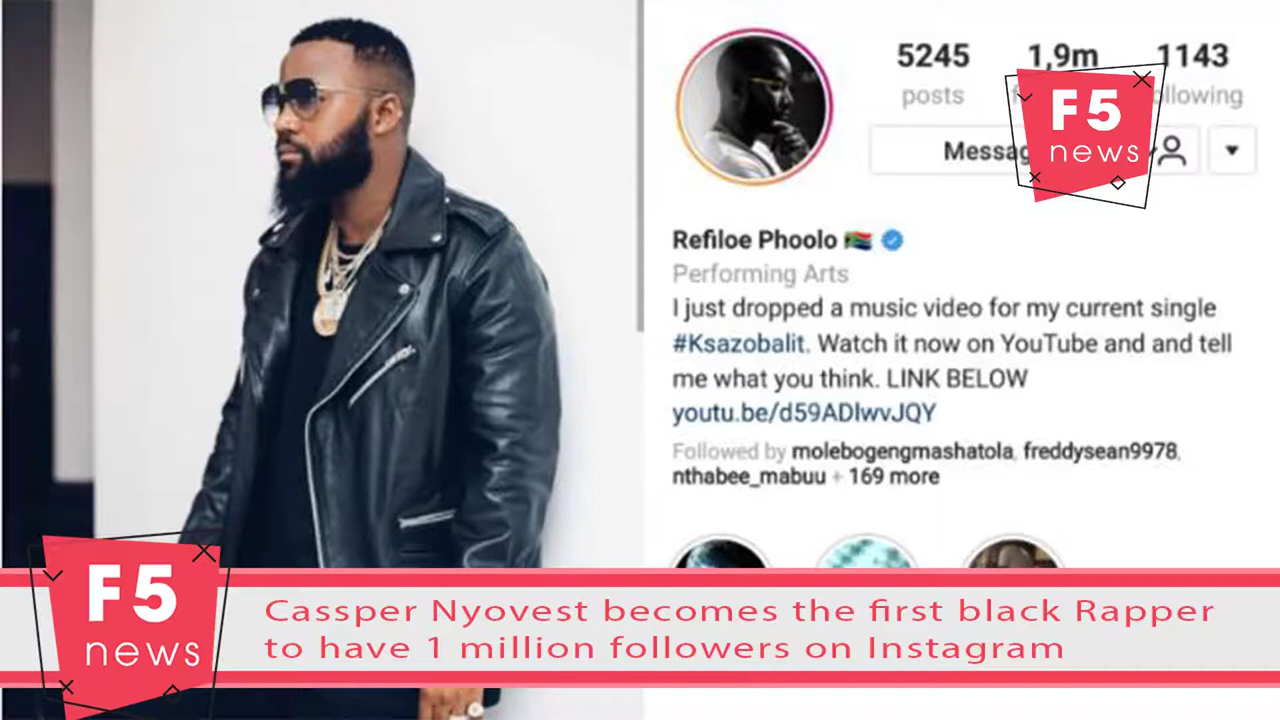 5245 1,9m 1143
posts ollowing
F5
news
Messag
Refiloe Phoolo
Performing Arts
I just dropped a music video for my current single
#Ksazobalit. Watch it now on YouTube and and tell
me what you think. LINK BELOW
youtu.be/d59ADlwvJQY
Followed by molebogengmashatola, freddysean9978,
nthabee_mabuu + 169 more
F5
news
Cassper Nyovest becomes the first black Rapper
to have 1 million followers on Instagram